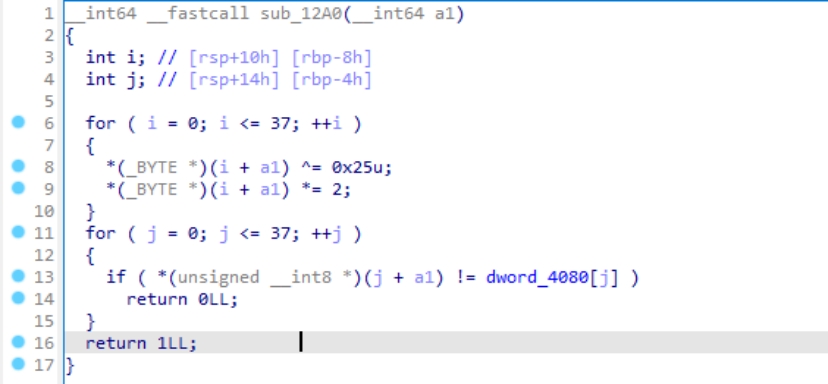 1 __int64 __fastcall sub_12A0(__int64 a1)
2 {
3   int i; // [rsp+10h] [rbp-8h]
4   int j; // [rsp+14h] [rbp-4h]
5
6   for ( i = 0; i <= 37; ++i )
7   {
8     *(_BYTE *)(i + a1) ^= 0x25u;
9     *(_BYTE *)(i + a1) *= 2;
10   }
11   for ( j = 0; j <= 37; ++j )
12   {
13     if ( *(unsigned __int8 *)(j + a1) != dword_4080[j] )
14       return 0LL;
15   }
16   return 1LL;
17 }